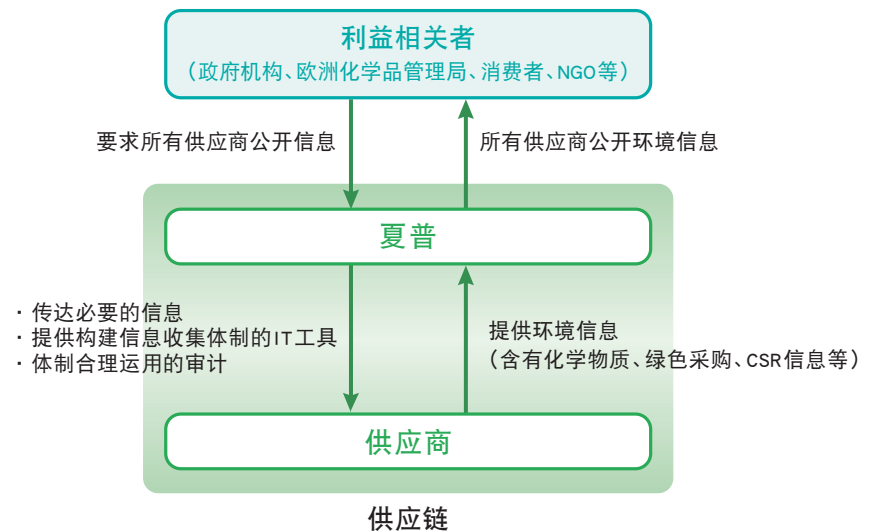 利益相关者
（政府机构、欧洲化学品管理局、消费者、NGO等）
要求所有供应商公开信息
所有供应商公开环境信息
夏普
· 传达必要的信息
· 提供构建信息收集体制的IT工具
· 体制合理运用的审计
提供环境信息
（含有化学物质、绿色采购、CSR信息等）
供应商
供应链